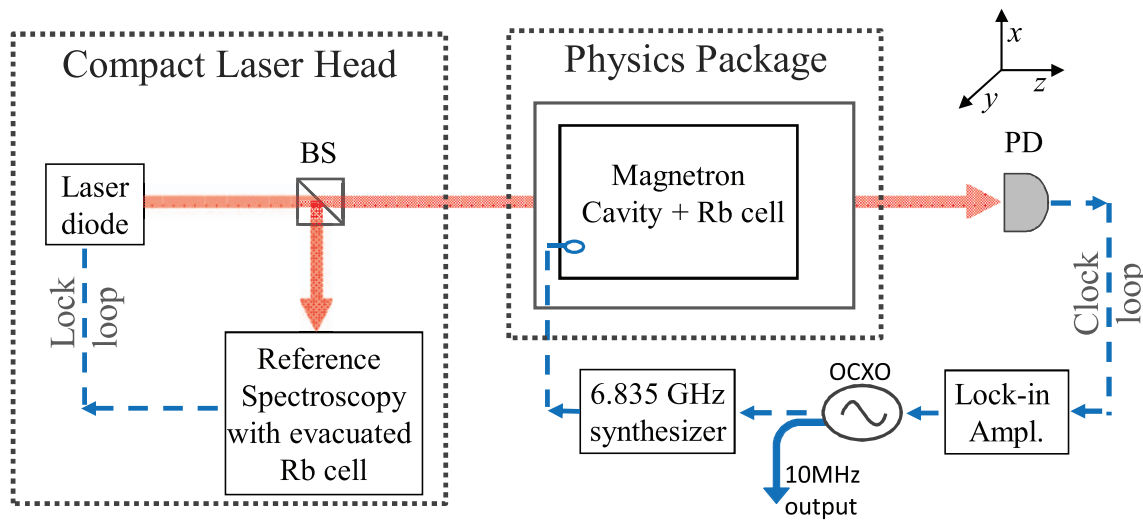 Compact Laser Head
Physics Package
x
y
z
BS
PD
Laser
diode
Magnetron
Cavity + Rb cell
Lock
loop
Clock
loop
Reference
Spectroscopy
with evacuated
Rb cell
6.835 GHz
synthesizer
OCXO
Lock-in
Ampl.
10MHz
output